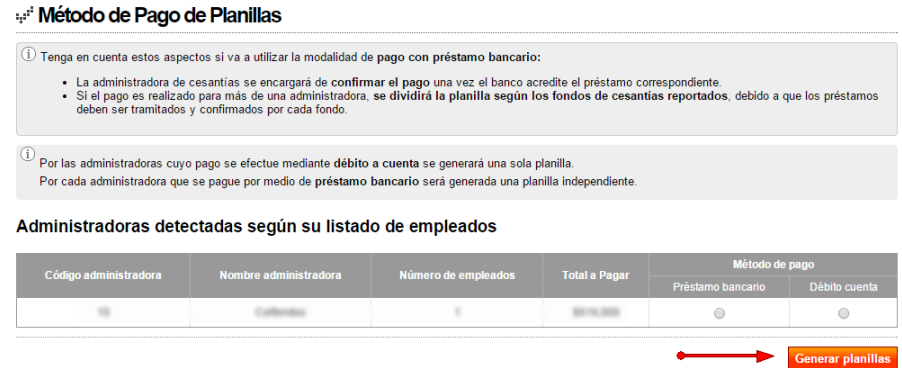 Método de Pago de Planillas
Tenga en cuenta estos aspectos si va a utilizar la modalidad de pago con préstamo bancario:
• La administradora de cesantías se encargará de confirmar el pago una vez el banco acredite el préstamo correspondiente.
• Si el pago es realizado para más de una administradora, se dividirá la planilla según los fondos de cesantías reportados, debido a que los préstamos
deben ser tramitados y confirmados por cada fondo.
Por las administradoras cuyo pago se efectue mediante débito a cuenta se generará una sola planilla.
Por cada administradora que se pague por medio de préstamo bancario será generada una planilla independiente.
Administradoras detectadas según su listado de empleados
Código administradora Nombre administradora Número de empleados Total a Pagar Método de pago
Préstamo bancario Débito cuenta
Generar planillas